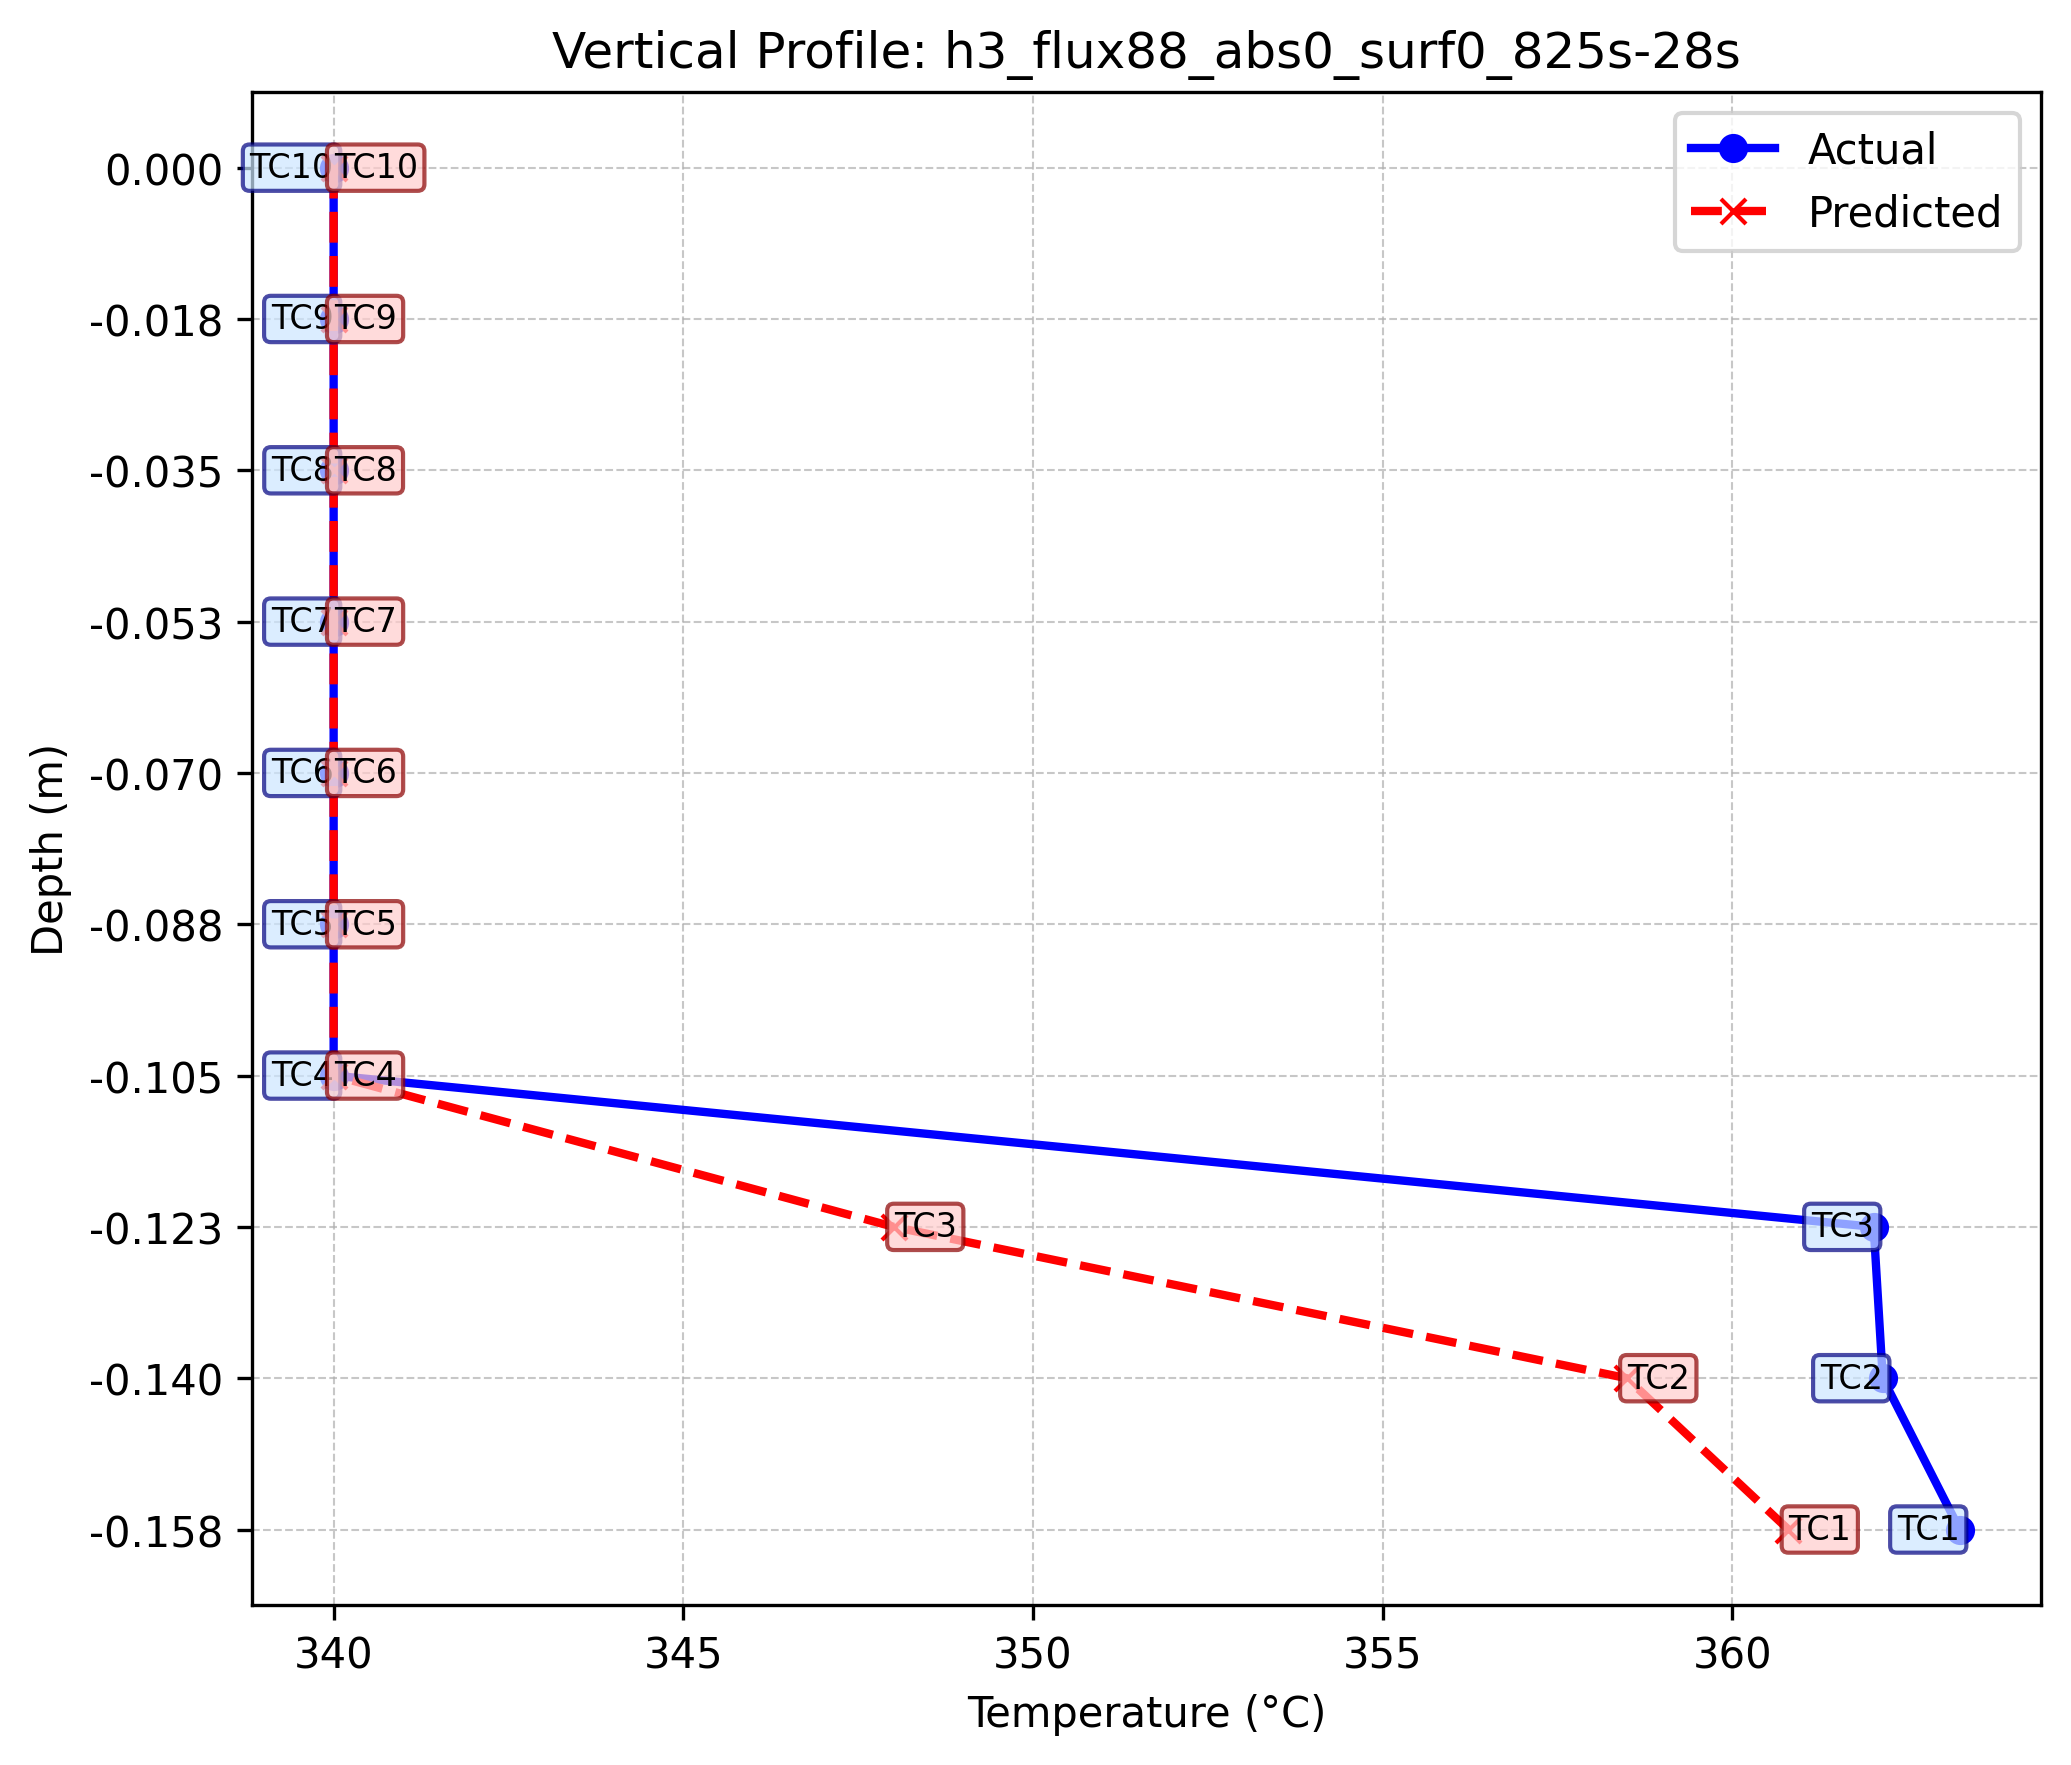 Vertical Profile: h3_flux88_abs0_surf0_825s-28s
Actual
Predicted
Depth (m)
0.000
-0.018
-0.035
-0.053
-0.070
-0.088
-0.105
-0.123
-0.140
-0.158
TC10 TC10
TC9 TC9
TC8 TC8
TC7 TC7
TC6 TC6
TC5 TC5
TC4 TC4
TC3 TC3
TC2 TC2
TC1 TC1
340 345 350 355 360
Temperature (°C)